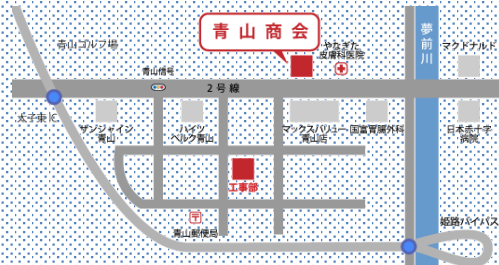 青山商会
夢前川
青山ゴルフ場
やなぎた
皮膚科医院
マクドナルド
青山信号
2号線
太子東IC
サンシャイン
青山
ハイツ
ベルク青山
マックスバリュー
青山店
国富胃腸外科
日本赤十字
病院
工事部
〒
青山郵便局
姫路バイパス